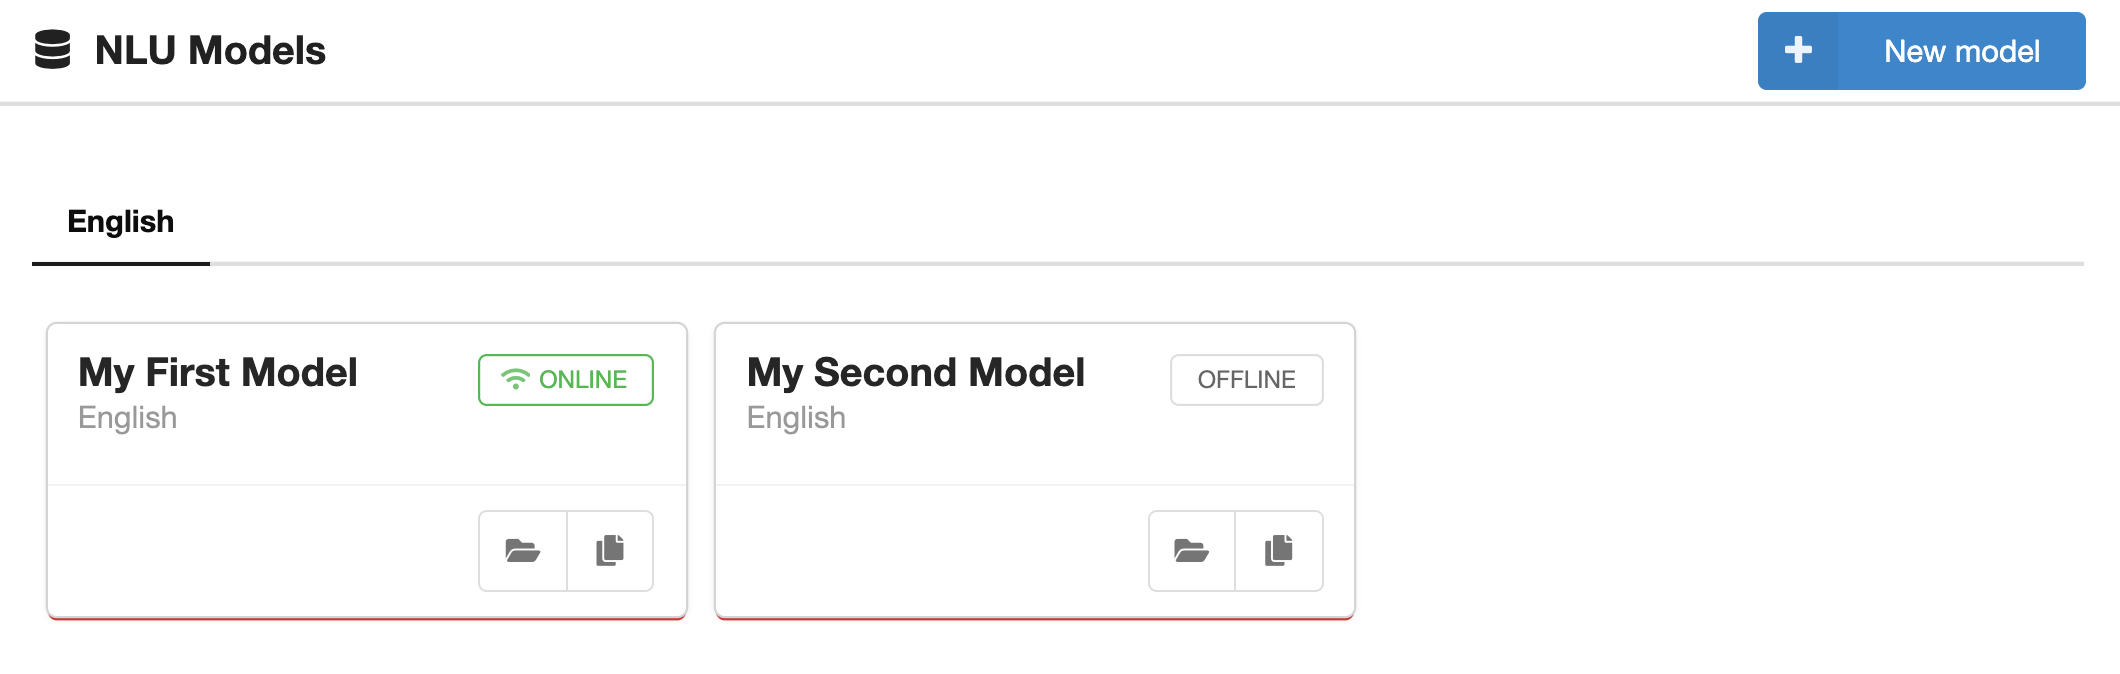 NLU Models
New model
English
My First Model
ONLINE
English
My Second Model
OFFLINE
English